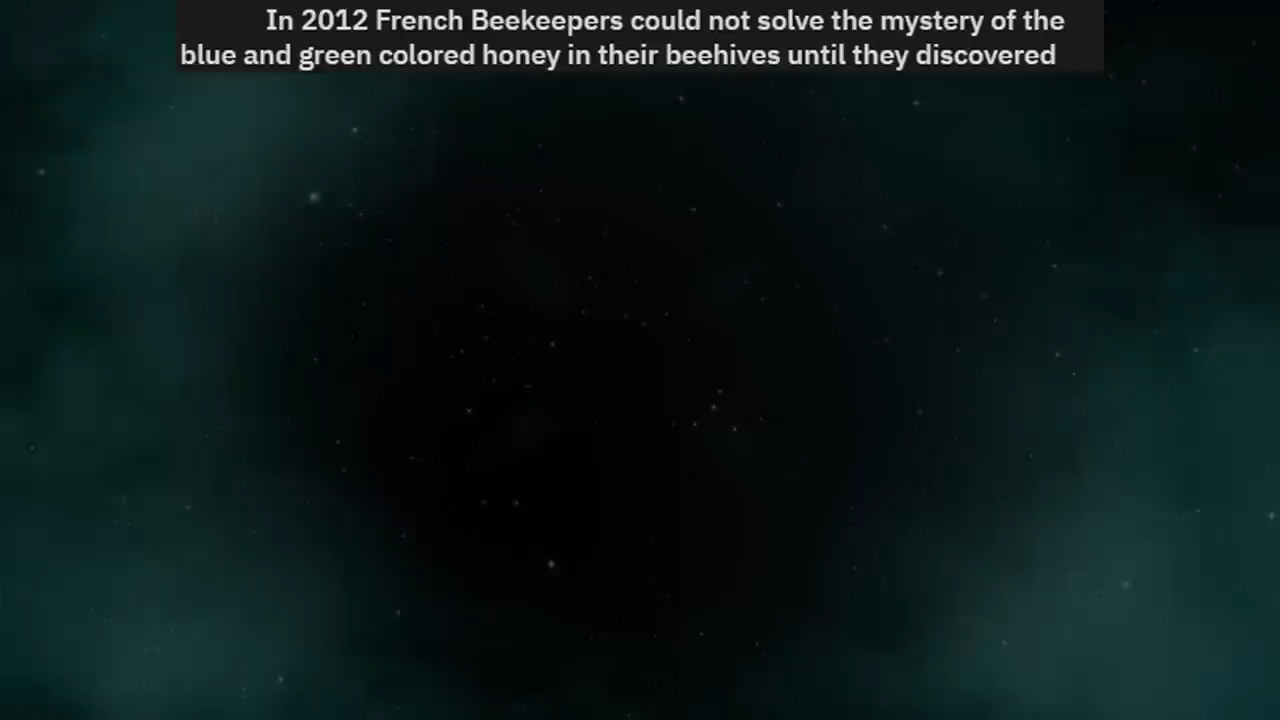 In 2012 French Beekeepers could not solve the mystery of the
blue and green colored honey in their beehives until they discovered